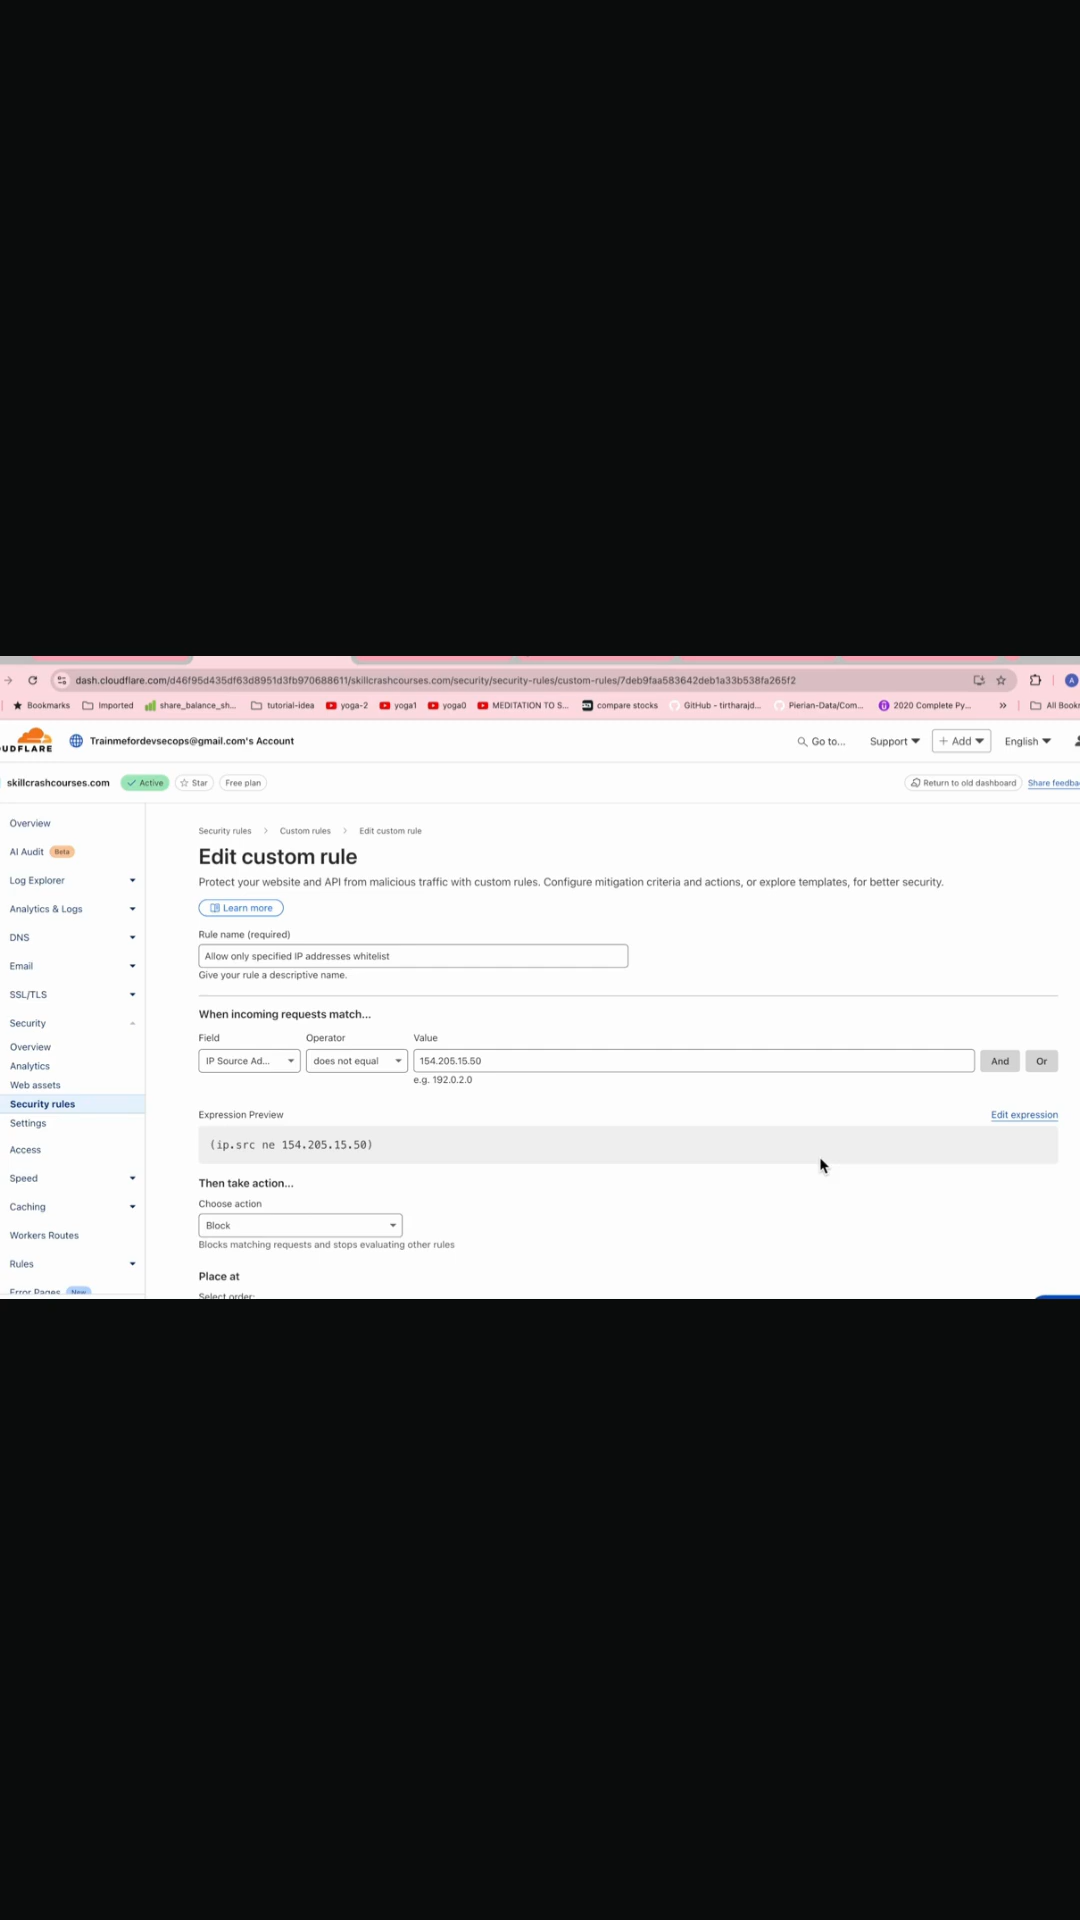 dash.cloudflare.com/d46f95d435df63d8951d3fb970688611/skillcrashcourses.com/security/security-rules/custom-rules/7deb9faa583642deb1a33b538fa265f2
Bookmarks Imported share_balance_sh... tutorial-idea yoga-2 yoga1 yoga0 MEDITATION TO S... compare stocks GitHub - tirtharajd... Pierian-Data/Com... 2020 Complete Py... » All Bookr
UDFLARE Trainmefordevsecops@gmail.com's Account Go to... Support + Add English
skillcrashcourses.com Active Star Free plan Return to old dashboard Share feedba
Overview
AI Audit Beta
Log Explorer
Analytics & Logs
DNS
Email
SSL/TLS
Security
Overview
Analytics
Web assets
Security rules
Settings
Access
Speed
Caching
Workers Routes
Rules
Error Pages New
Security rules > Custom rules > Edit custom rule
Edit custom rule
Protect your website and API from malicious traffic with custom rules. Configure mitigation criteria and actions, or explore templates, for better security.
Learn more
Rule name (required)
Allow only specified IP addresses whitelist
Give your rule a descriptive name.
When incoming requests match...
Field Operator Value
IP Source Ad... does not equal 154.205.15.50 And Or
e.g. 192.0.2.0
Expression Preview Edit expression
(ip.src ne 154.205.15.50)
Then take action...
Choose action
Block
Blocks matching requests and stops evaluating other rules
Place at
Select order: